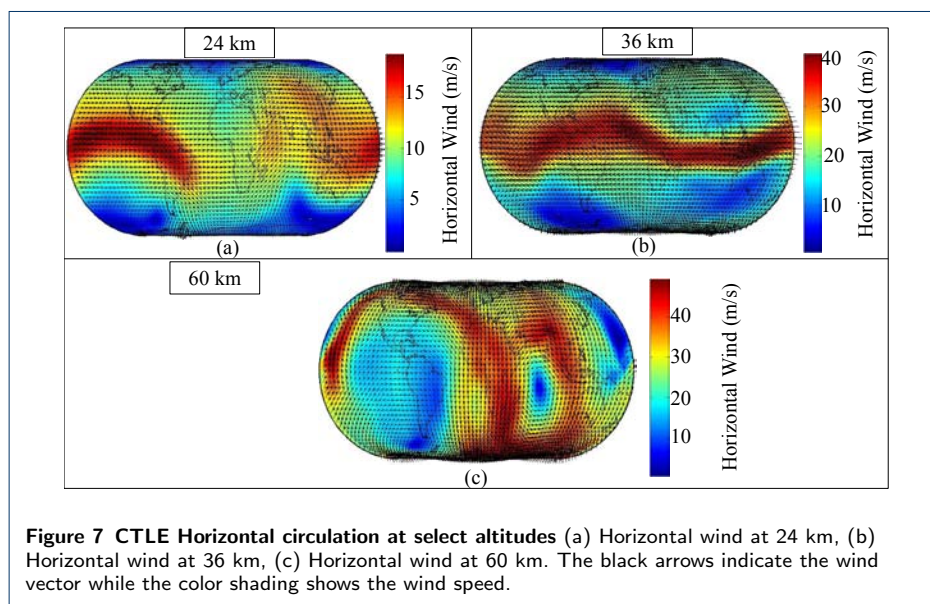 24 km
36 km
15
10
5
Horizontal Wind (m/s)
(a)
40
30
20
10
Horizontal Wind (m/s)
(b)
60 km
40
30
20
10
Horizontal Wind (m/s)
(c)
Figure 7 CTLE Horizontal circulation at select altitudes (a) Horizontal wind at 24 km, (b)
Horizontal wind at 36 km, (c) Horizontal wind at 60 km. The black arrows indicate the wind
vector while the color shading shows the wind speed.